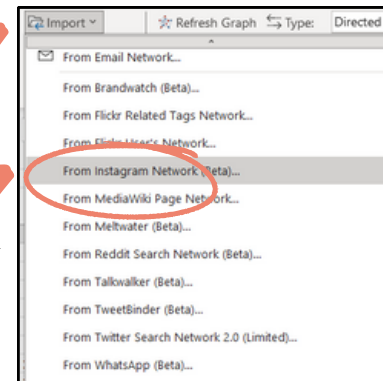 Import Refresh Graph Type: Directed
From Email Network...
From Brandwatch (Beta)...
From Flickr Related Tags Network...
From Flickr User's Network...
From Instagram Network (Beta)...
From MediaWiki Page Network...
From Meltwater (Beta)...
From Reddit Search Network (Beta)...
From Talkwalker (Beta)...
From TweetBinder (Beta)...
From Twitter Search Network 2.0 (Limited)...
From WhatsApp (Beta)...